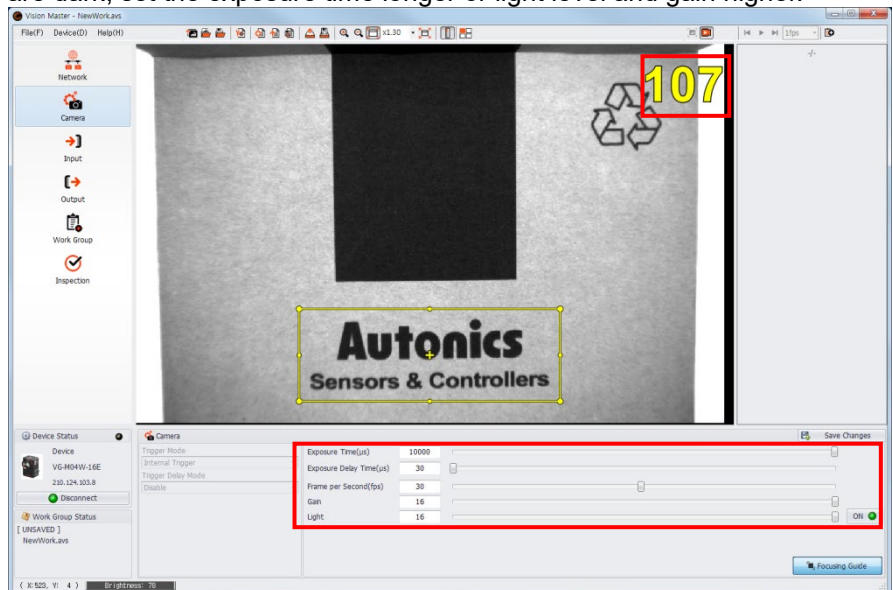 are dark, set the exposure time longer or light level and gain higher.
Vision Master - NewWork.avs
File(F) Device(D) Help(H)
x1.30
1fps
-/-
Network
Camera
Input
Output
Work Group
Inspection
107
Autonics
Sensors & Controllers
Device Status
Device
VG-M04W-16E
210.124.103.8
Disconnect
Work Group Status
[ UNSAVED ]
NewWork.avs
Camera
Trigger Mode
Internal Trigger
Trigger Delay Mode
Disable
Save Changes
Exposure Time(µs) 10000
Exposure Delay Time(µs) 30
Frame per Second(fps) 30
Gain 16
Light 16 ON
Focusing Guide
( X: 523, Y: 4 ) Brightness: 78